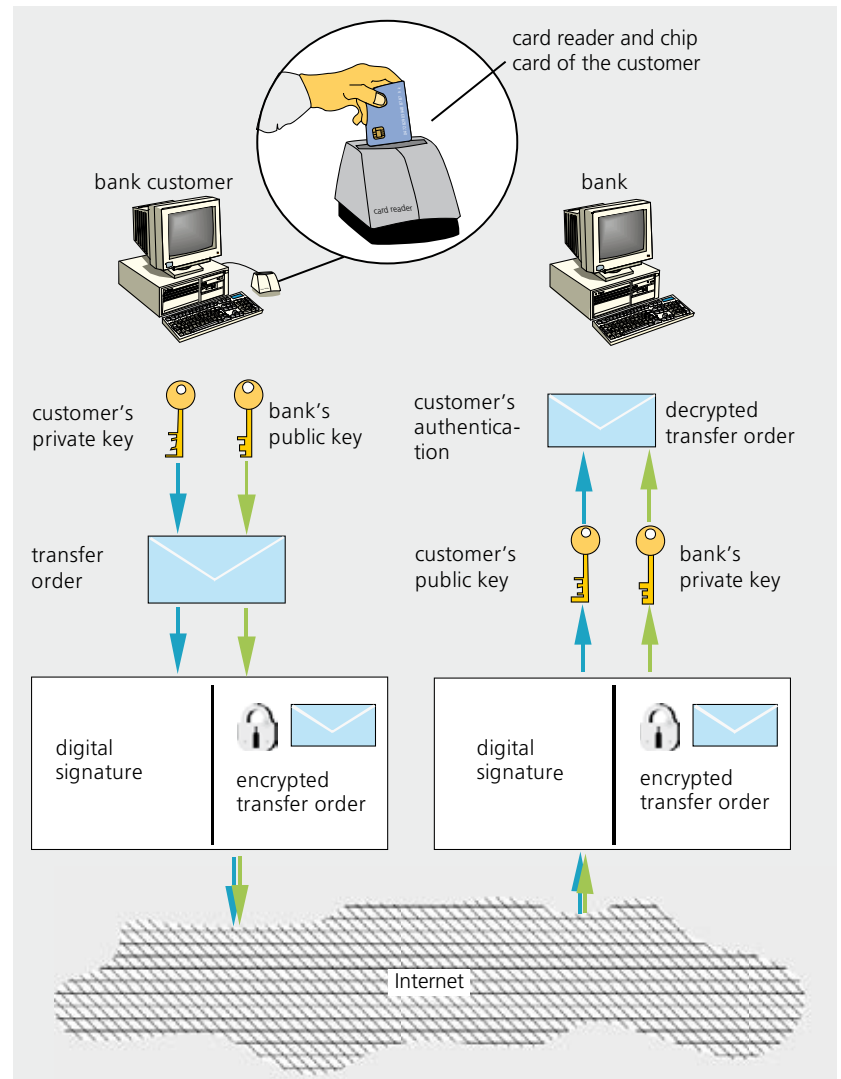 card reader and chip
card of the customer
bank customer
bank
card reader
customer's
private key
bank's
public key
customer's
authentica-
tion
decrypted
transfer order
transfer
order
customer's
public key
bank's
private key
digital
signature
encrypted
transfer order
digital
signature
encrypted
transfer order
Internet